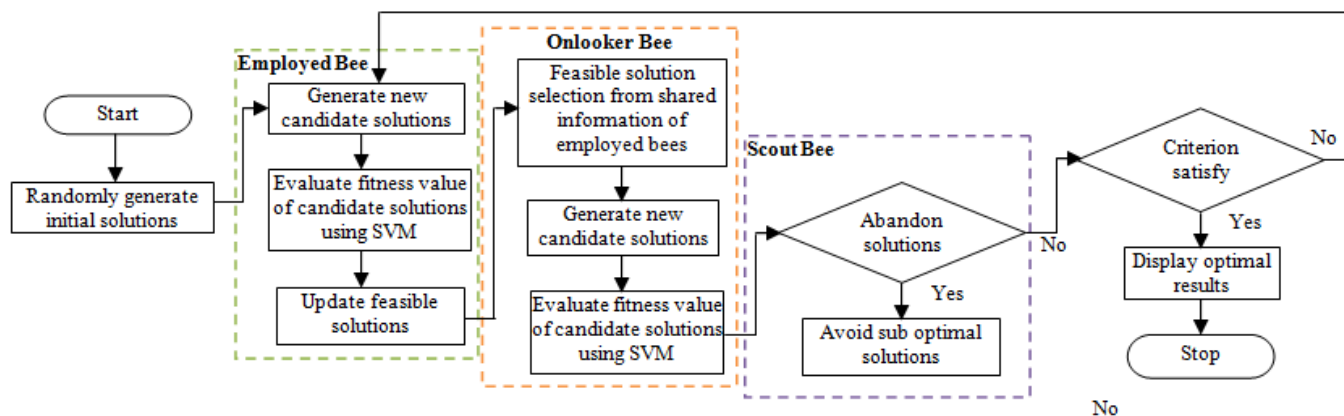 Start
Randomly generate
initial solutions
Employed Bee
Generate new
candidate solutions
Evaluate fitness value
of candidate solutions
using SVM
Update feasible
solutions
Onlooker Bee
Feasible solution
selection from shared
information of
employed bees
Generate new
candidate solutions
Evaluate fitness value
of candidate solutions
using SVM
Scout Bee
Abandon
solutions
No
Yes
Avoid sub optimal
solutions
Criterion
satisfy
No
Yes
Display optimal
results
Stop
No